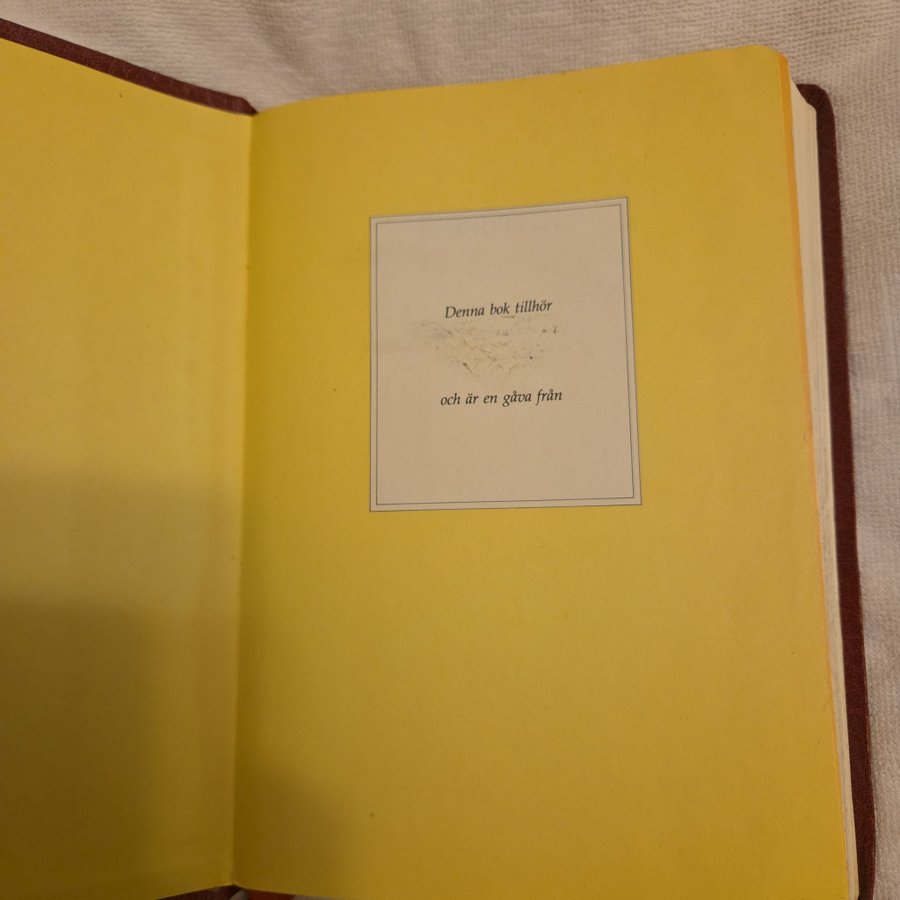 Denna bok tillhör
och är en gåva från